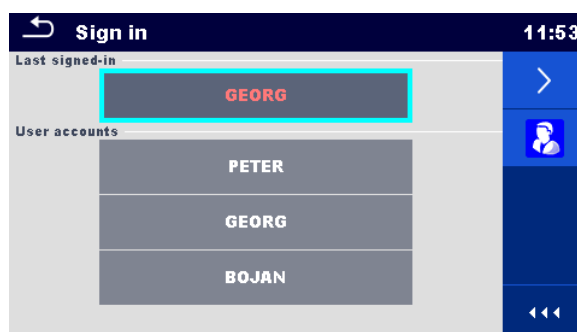 Sign in 11:53
Last signed-in
GEORG
User accounts
PETER
GEORG
BOJAN